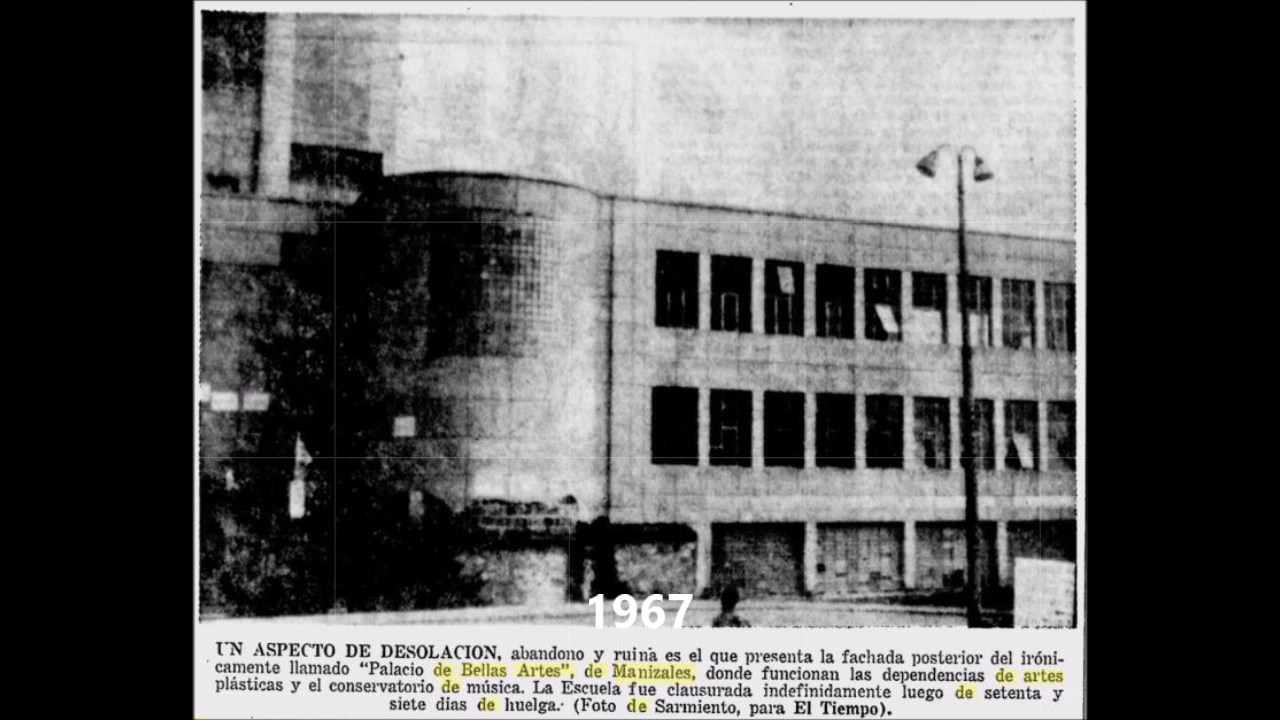 1967
UN ASPECTO DE DESOLACION, abandono y ruina es el que presenta la fachada posterior del iróni-
camente llamado "Palacio de Bellas Artes", de Manizales, donde funcionan las dependencias de artes
plásticas y el conservatorio de música. La Escuela fue clausurada indefinidamente luego de setenta y
siete días de huelga. (Foto de Sarmiento, para El Tiempo).